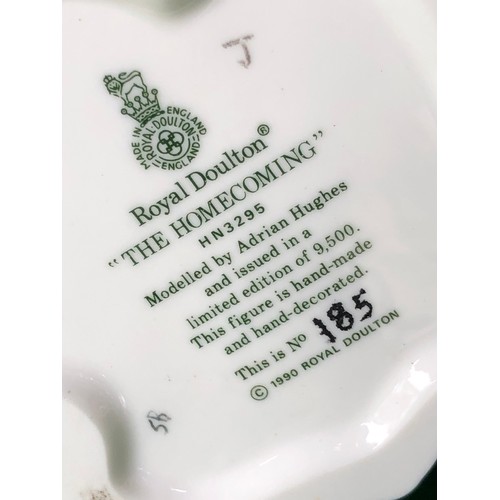 J
MADE IN ENGLAND
ROYAL DOULTON
ENGLAND
Royal Doulton®
"THE HOMECOMING"
HN3295
Modelled by Adrian Hughes
and issued in a
limited edition of 9,500.
This figure is hand-made
and hand-decorated.
This is No 185
© 1990 ROYAL DOULTON